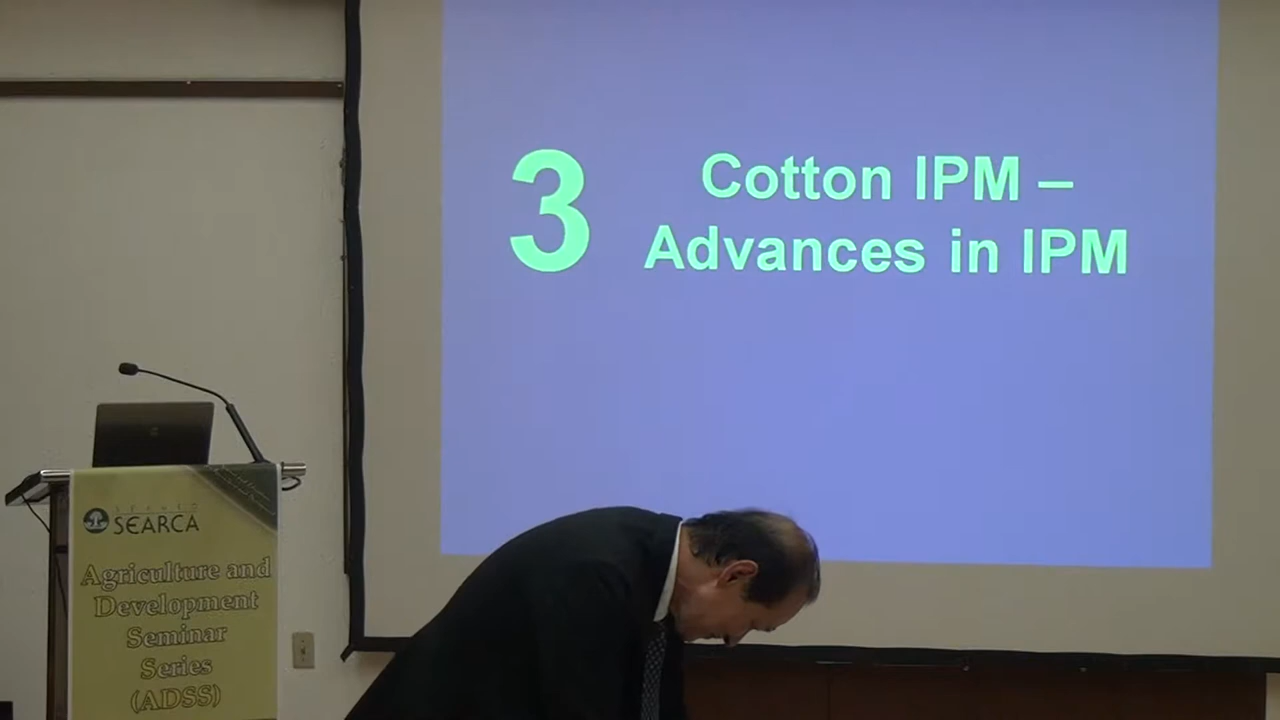 3
Cotton IPM –
Advances in IPM
SEARCA
Agriculture and
Development
Seminar
Series
(ADSS)